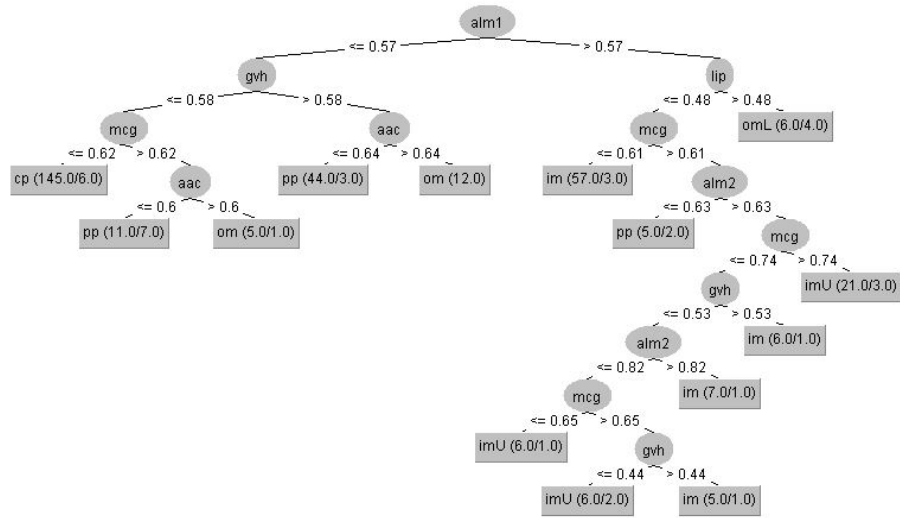 alm1
<= 0.57 > 0.57
gvh lip
<= 0.58 > 0.58 <= 0.48 > 0.48
mcg aac mcg omL (6.0/4.0)
<= 0.62 > 0.62 <= 0.64 > 0.64 <= 0.61 > 0.61
cp (145.0/6.0) aac pp (44.0/3.0) om (12.0) im (57.0/3.0) alm2
<= 0.6 > 0.6 <= 0.63 > 0.63
pp (11.0/7.0) om (5.0/1.0) pp (5.0/2.0) mcg
<= 0.74 > 0.74
gvh imU (21.0/3.0)
<= 0.53 > 0.53
alm2 im (6.0/1.0)
<= 0.82 > 0.82
mcg im (7.0/1.0)
<= 0.65 > 0.65
imU (6.0/1.0) gvh
<= 0.44 > 0.44
imU (6.0/2.0) im (5.0/1.0)